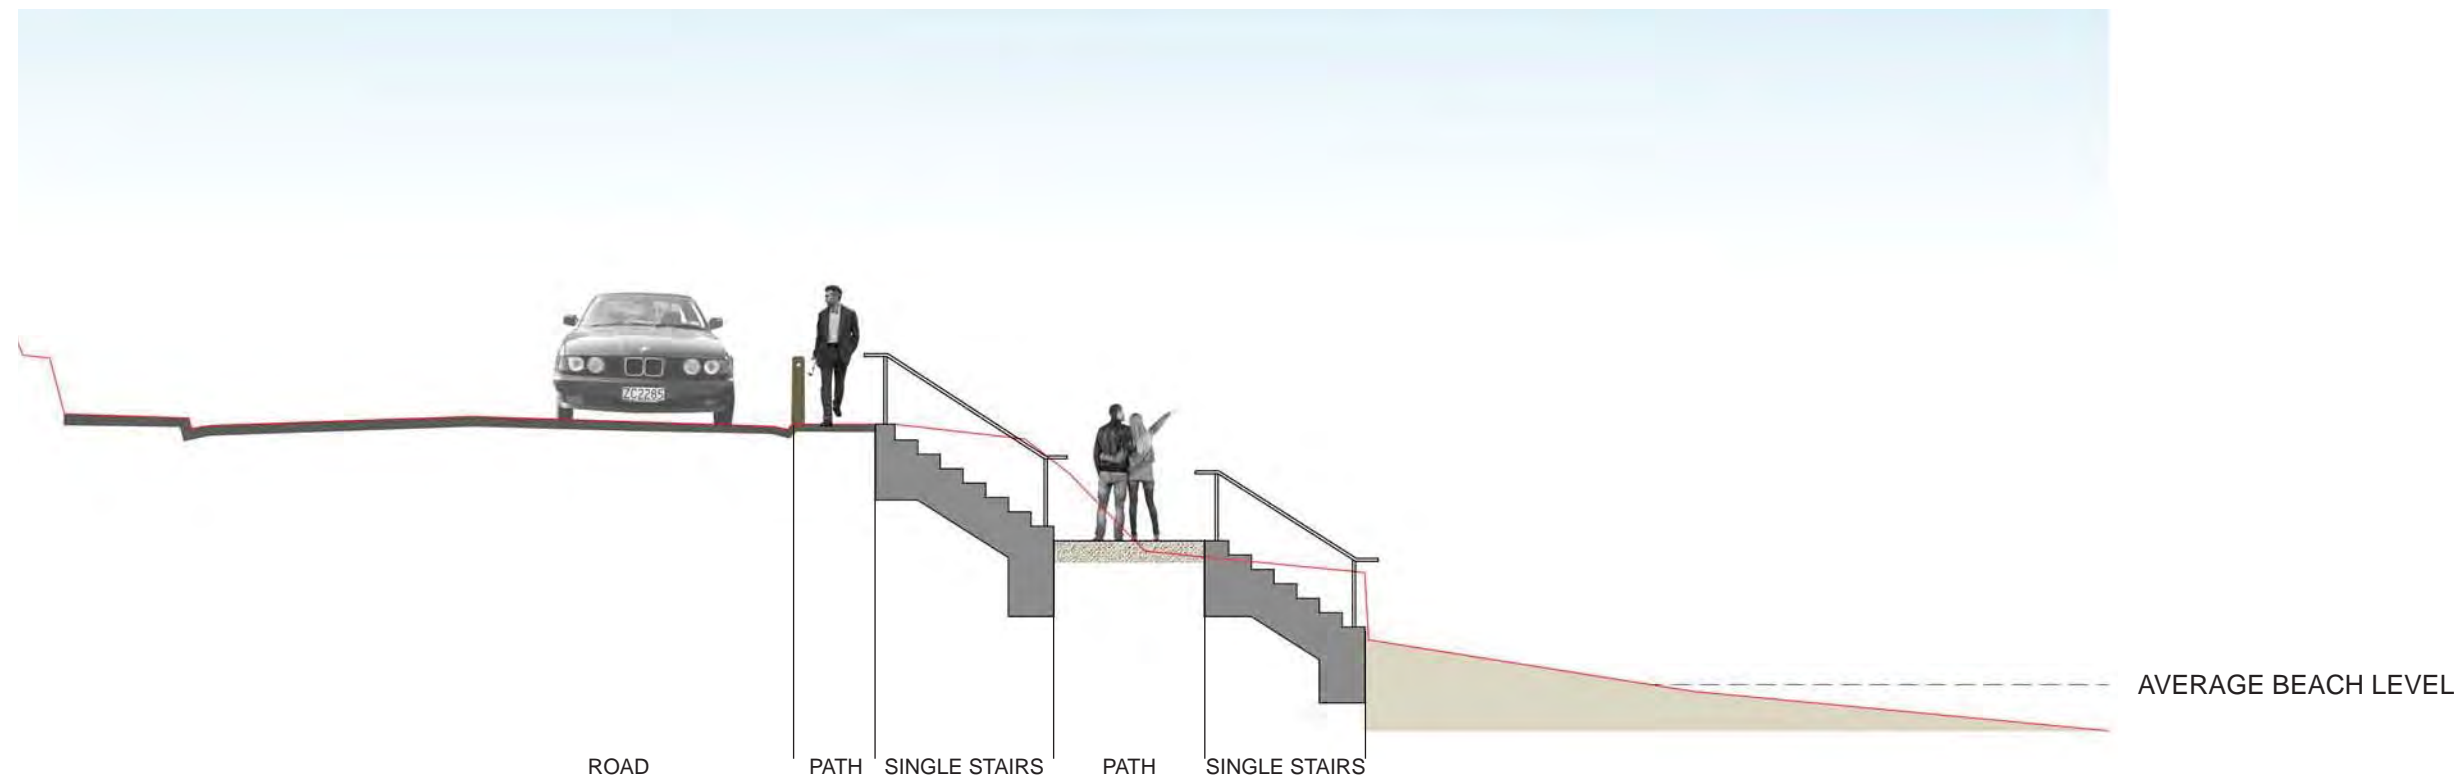 ZC2285
AVERAGE BEACH LEVEL
ROAD
PATH
SINGLE STAIRS
PATH
SINGLE STAIRS